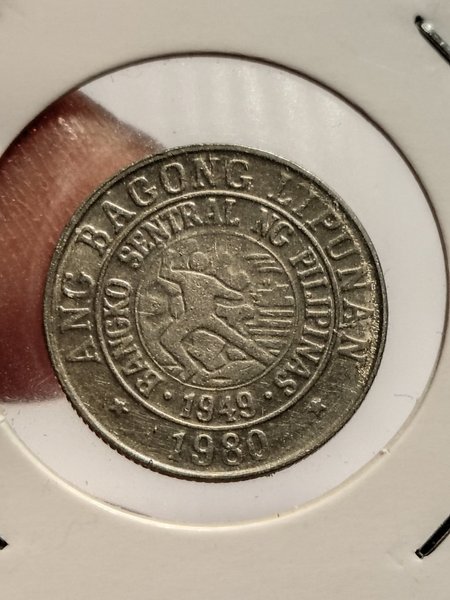 ANG BAGONG LIPUNAN
BANGKO SENTRAL NG PILIPINAS
1949
1980